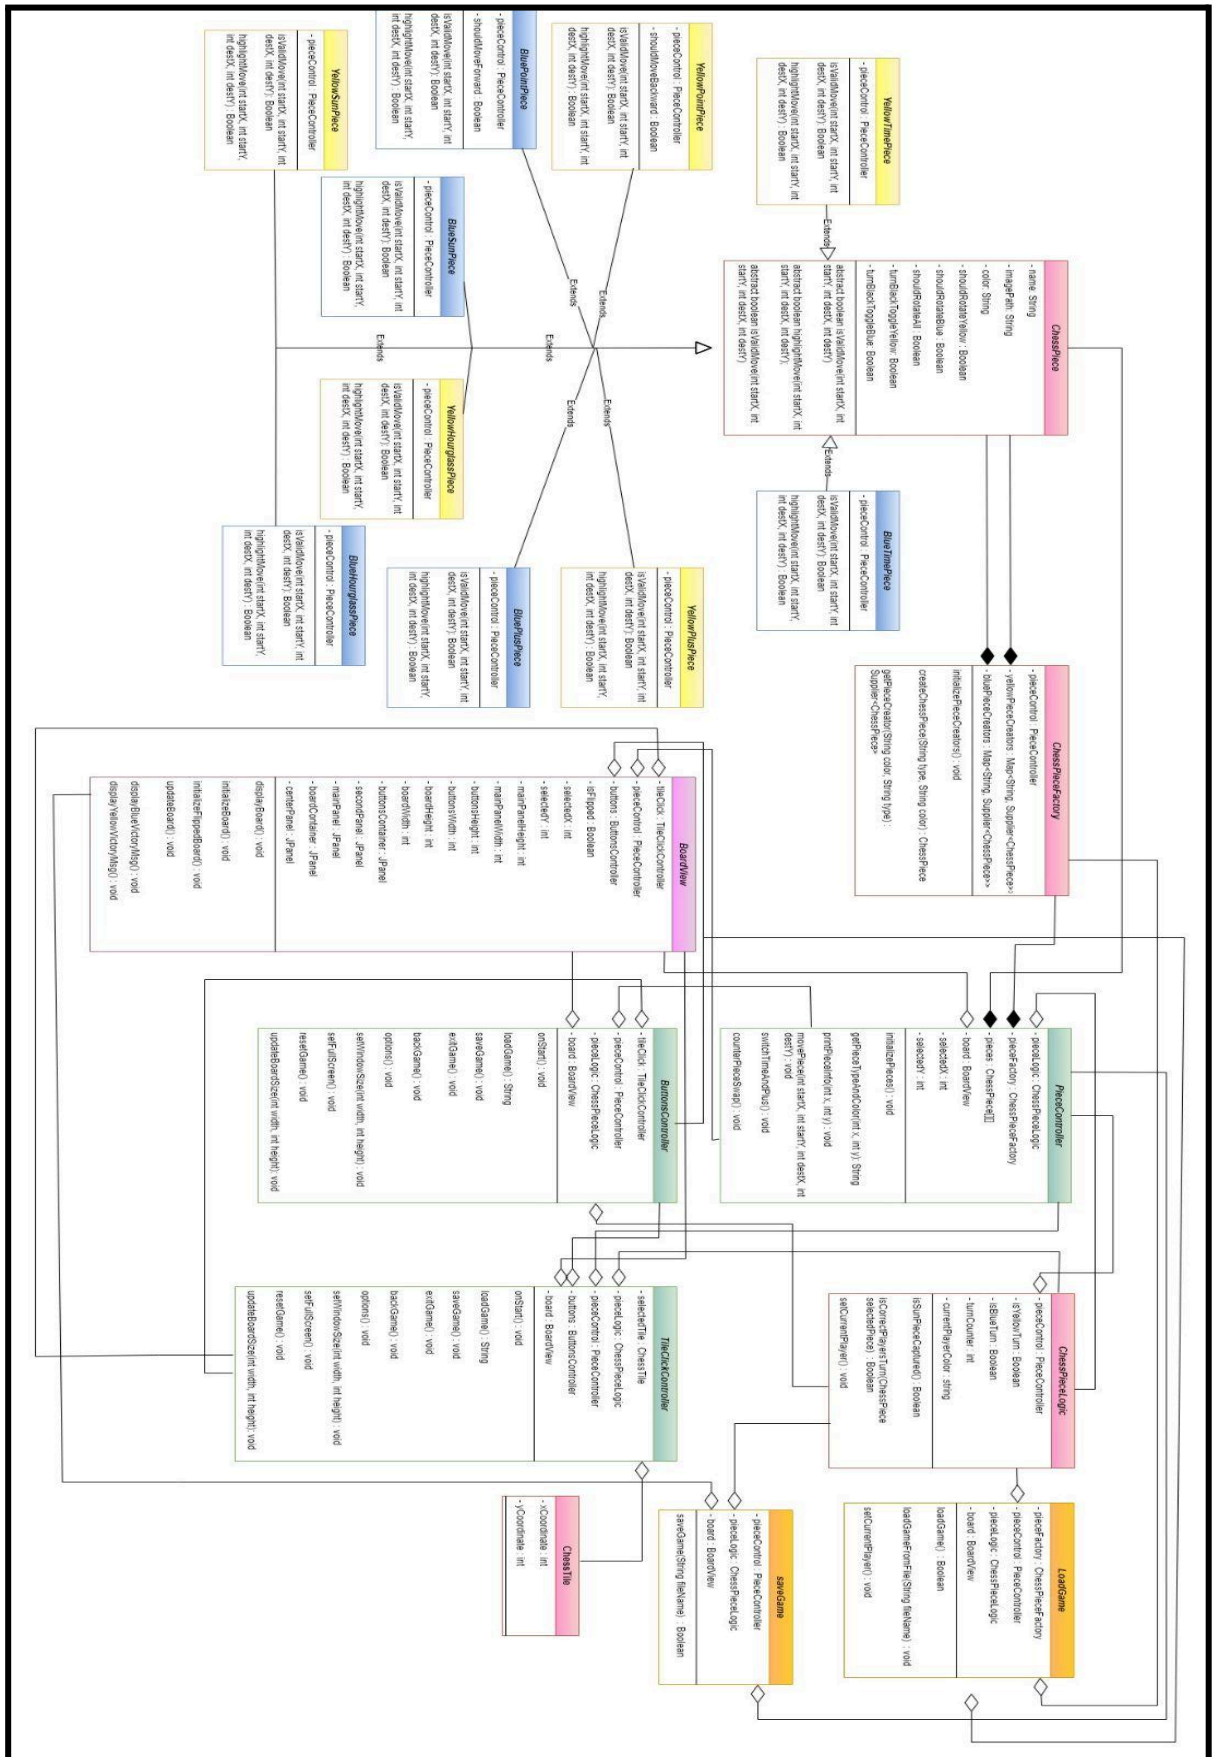 YellowTimePiece
- pieceControl : PieceController
isValidMove(int startX, int startY, int
destX, int destY): Boolean
highlightMove(int startX, int startY,
int destX, int destY) : Boolean
Extends
ChessPiece
- name: String
- imagePath: String
- color: String
- shouldRotateYellow : Boolean
- shouldRotateBlue : Boolean
- shouldRotateAll : Boolean
- turnBlackToggleYellow: Boolean
- turnBlackToggleBlue: Boolean
abstract boolean isValidMove(int startX, int
startY, int destX, int destY)
abstract boolean highlightMove(int startX, int
startY, int destX, int destY);
abstract boolean isValidMove(int startX, int
startY, int destX, int destY)
Extends
BlueTimePiece
- pieceControl : PieceController
isValidMove(int startX, int startY, int
destX, int destY): Boolean
highlightMove(int startX, int startY,
int destX, int destY) : Boolean
ChessPieceFactory
- pieceControl : PieceController
- yellowPieceCreators : Map<String, Supplier<ChessPiece>>
- bluePieceCreators : Map<String, Supplier<ChessPiece>>
initializePieceCreators() : void
createChessPiece(String type, String color) : ChessPiece
getPieceCreator(String color, String type) :
Supplier<ChessPiece>
PieceController
- pieceLogic : ChessPieceLogic
- pieceFactory : ChessPieceFactory
- pieces : ChessPiece[][]
- board : BoardView
- selectedX : int
- selectedY : int
initializePieces() : void
getPieceTypeAndColor(int x, int y): String
printPieceInfo(int x, int y) : void
movePiece(int startX, int startY, int destX, int
destY) : void
switchTimeAndPlus() : void
counterPieceSwap() : void
ChessPieceLogic
- pieceControl : PieceController
- isYellowTurn : Boolean
- isBlueTurn : Boolean
- turnCounter : int
- currentPlayerColor : string
isSunPieceCaptured() : Boolean
isCorrectPlayersTurn(ChessPiece
selectedPiece) : Boolean
setCurrentPlayer() : void
LoadGame
- pieceFactory : ChessPieceFactory
- pieceControl : PieceController
- pieceLogic : ChessPieceLogic
- board : BoardView
loadGame() : Boolean
loadGameFromFile(String fileName) : void
setCurrentPlayer() : void
YellowPointPiece
- pieceControl : PieceController
- shouldMoveBackward : Boolean
isValidMove(int startX, int startY, int
destX, int destY): Boolean
highlightMove(int startX, int startY,
int destX, int destY) : Boolean
Extends
Extends
YellowPlusPiece
- pieceControl : PieceController
isValidMove(int startX, int startY, int
destX, int destY): Boolean
highlightMove(int startX, int startY,
int destX, int destY) : Boolean
BluePointPiece
- pieceControl : PieceController
- shouldMoveForward : Boolean
isValidMove(int startX, int startY, int
destX, int destY): Boolean
highlightMove(int startX, int startY,
int destX, int destY) : Boolean
Extends
Extends
Extends
BluePlusPiece
- pieceControl : PieceController
isValidMove(int startX, int startY, int
destX, int destY): Boolean
highlightMove(int startX, int startY,
int destX, int destY) : Boolean
BlueSunPiece
- pieceControl : PieceController
isValidMove(int startX, int startY, int
destX, int destY): Boolean
highlightMove(int startX, int startY,
int destX, int destY) : Boolean
Extends
YellowHourglassPiece
- pieceControl : PieceController
isValidMove(int startX, int startY, int
destX, int destY): Boolean
highlightMove(int startX, int startY,
int destX, int destY) : Boolean
YellowSunPiece
- pieceControl : PieceController
isValidMove(int startX, int startY, int
destX, int destY): Boolean
highlightMove(int startX, int startY,
int destX, int destY) : Boolean
BlueHourglassPiece
- pieceControl : PieceController
isValidMove(int startX, int startY, int
destX, int destY): Boolean
highlightMove(int startX, int startY,
int destX, int destY) : Boolean
BoardView
- tileClick : TileClickController
- pieceControl : PieceController
- buttons : ButtonsController
- isFlipped : Boolean
- selectedX : int
- selectedY : int
- mainPanelHeight : int
- mainPanelWidth : int
- buttonsHeight : int
- buttonsWidth : int
- boardHeight : int
- boardWidth : int
- buttonsContainer : JPanel
- secondPanel : JPanel
- mainPanel : JPanel
- boardContainer : JPanel
- centerPanel : JPanel
displayBoard() : void
initializeBoard() : void
initializeFlippedBoard() : void
updateBoard() : void
displayBlueVictoryMsg() : void
displayYellowVictoryMsg() : void
ButtonsController
- tileClick : TileClickController
- pieceControl : PieceController
- pieceLogic : ChessPieceLogic
- board : BoardView
onStart() : void
loadGame() : String
saveGame() : void
exitGame() : void
backGame() : void
options() : void
setWindowSize(int width, int height) : void
setFullScreen() : void
resetGame() : void
updateBoardSize(int width, int height): void
TileClickController
- selectedTile : ChessTile
- pieceLogic : ChessPieceLogic
- pieceControl : PieceController
- buttons : ButtonsController
- board : BoardView
onStart() : void
loadGame() : String
saveGame() : void
exitGame() : void
backGame() : void
options() : void
setWindowSize(int width, int height) : void
setFullScreen() : void
resetGame() : void
updateBoardSize(int width, int height): void
saveGame
- pieceControl : PieceController
- pieceLogic : ChessPieceLogic
- board : BoardView
saveGame(String fileName) : Boolean
ChessTile
- xCoordinate : int
- yCoordinate : int